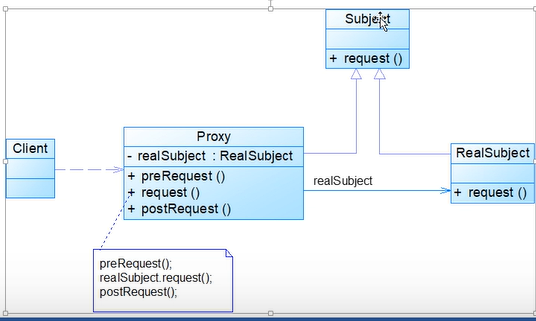 Subject
+ request ()
Client
Proxy
- realSubject : RealSubject
+ preRequest ()
+ request ()
+ postRequest ()
realSubject
RealSubject
+ request ()
preRequest();
realSubject.request();
postRequest();